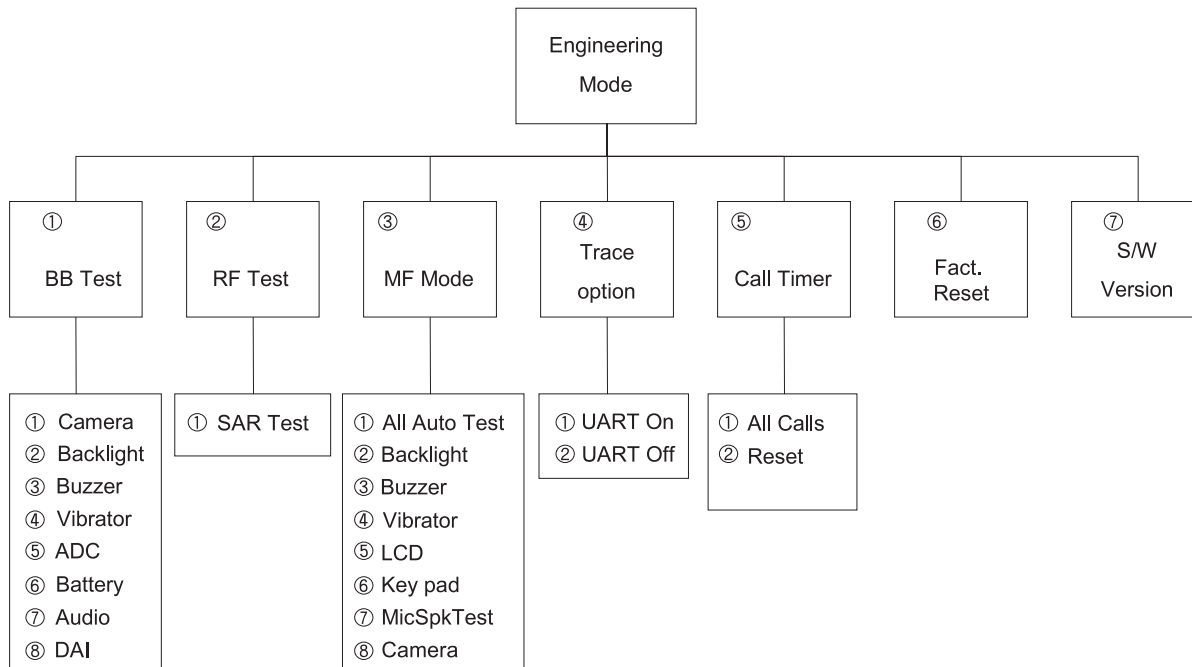 Engineering
Mode
①
BB Test
②
RF Test
③
MF Mode
④
Trace
option
⑤
Call Timer
⑥
Fact.
Reset
⑦
S/W
Version
① Camera
② Backlight
③ Buzzer
④ Vibrator
⑤ ADC
⑥ Battery
⑦ Audio
⑧ DAI
① SAR Test
① All Auto Test
② Backlight
③ Buzzer
④ Vibrator
⑤ LCD
⑥ Key pad
⑦ MicSpkTest
⑧ Camera
① UART On
② UART Off
① All Calls
② Reset